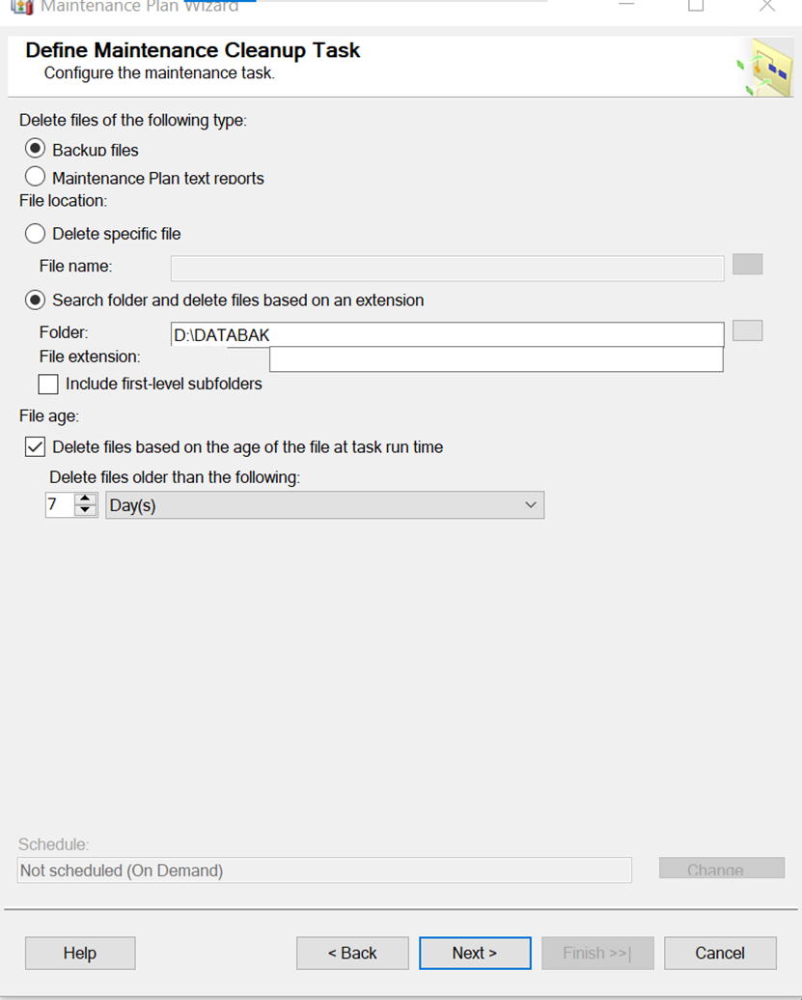 Maintenance Plan Wizard
Define Maintenance Cleanup Task
Configure the maintenance task.
Delete files of the following type:
Backup files
Maintenance Plan text reports
File location:
Delete specific file
File name:
Search folder and delete files based on an extension
Folder: D:\DATABAK
File extension:
Include first-level subfolders
File age:
Delete files based on the age of the file at task run time
Delete files older than the following:
7 Day(s)
Schedule:
Not scheduled (On Demand) Change
Help < Back Next > Finish >>| Cancel